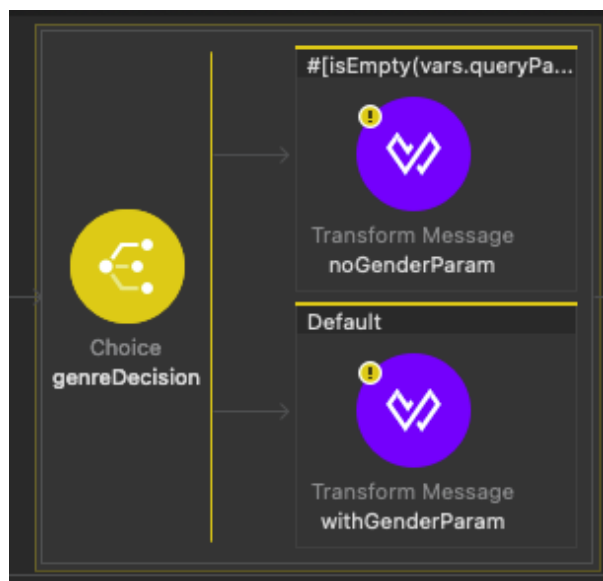 #[isEmpty(vars.queryPa...
Transform Message
noGenderParam
Choice
genreDecision
Default
Transform Message
withGenderParam